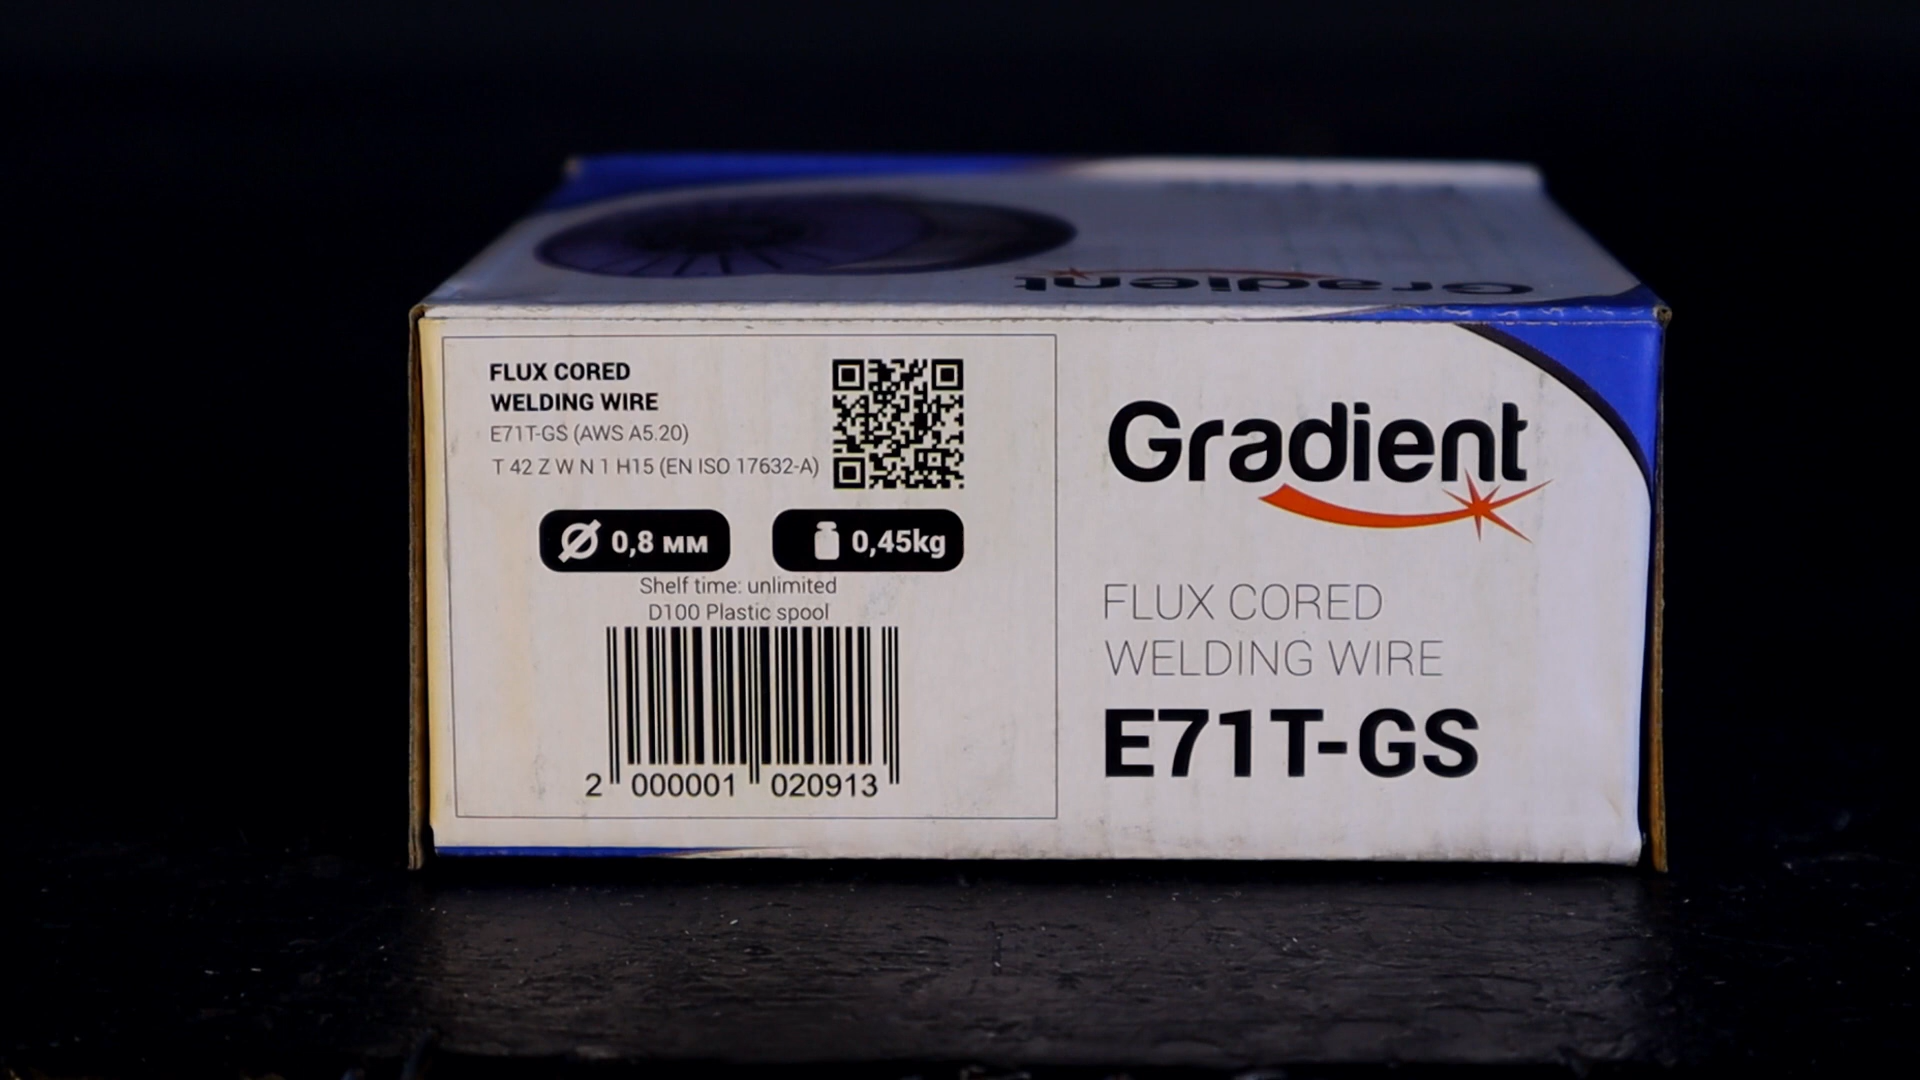 Gradient
FLUX CORED
WELDING WIRE
E71T-GS (AWS A5.20)
T 42 Z W N 1 H15 (EN ISO 17632-A)
Ø 0,8 мм
0,45kg
Shelf time: unlimited
D100 Plastic spool
2 000001 020913
Gradient
FLUX CORED
WELDING WIRE
E71T-GS